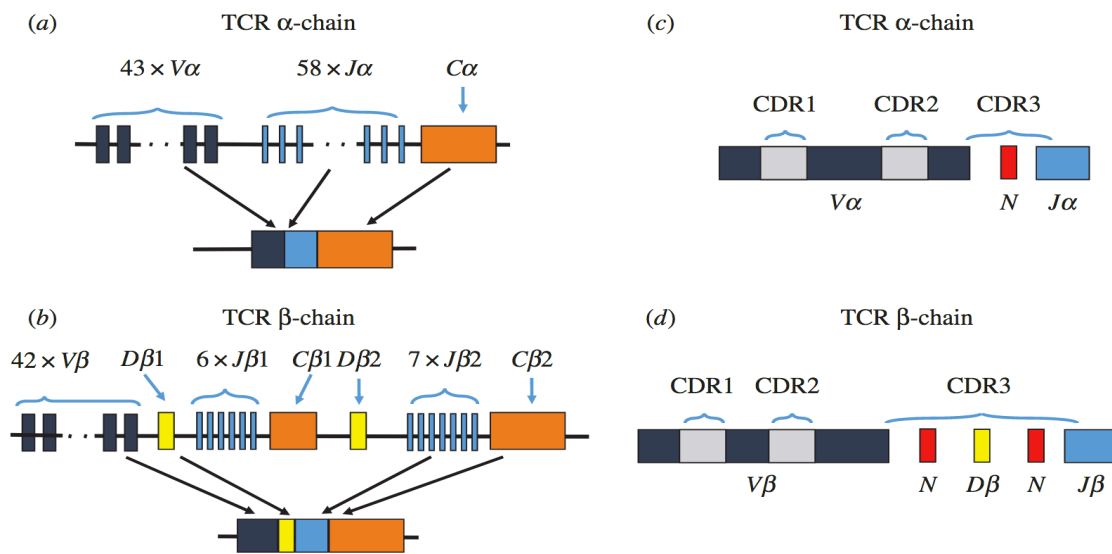 (a) TCR α-chain
43 × Vα 58 × Jα Cα
(b) TCR β-chain
42 × Vβ Dβ1 6 × Jβ1 Cβ1 Dβ2 7 × Jβ2 Cβ2
(c) TCR α-chain
CDR1 CDR2 CDR3
Vα N Jα
(d) TCR β-chain
CDR1 CDR2 CDR3
Vβ N Dβ N Jβ